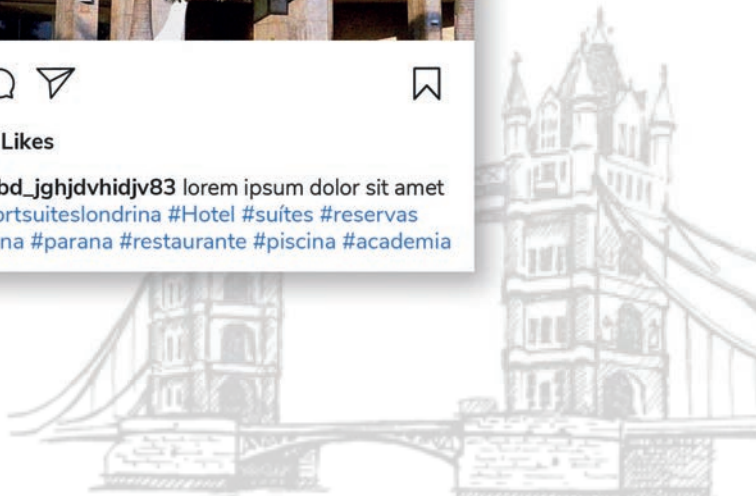 Likes
bd_jghjdvhidjv83 lorem ipsum dolor sit amet
ortsuiteslondrina #Hotel #suítes #reservas
na #parana #restaurante #piscina #academia